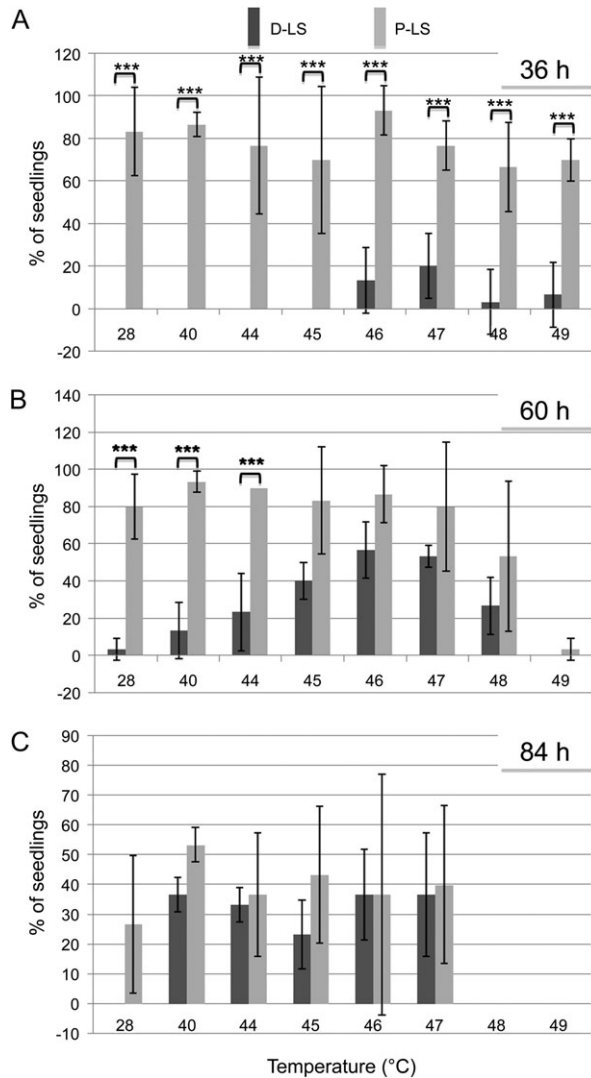 A
D-LS P-LS
36 h
120
100
80
60
40
20
0
-20
% of seedlings
*** *** *** *** *** *** *** ***
28 40 44 45 46 47 48 49
B
60 h
140
120
100
80
60
40
20
0
-20
% of seedlings
*** *** ***
28 40 44 45 46 47 48 49
C
84 h
90
80
70
60
50
40
30
20
10
0
-10
% of seedlings
28 40 44 45 46 47 48 49
Temperature (°C)